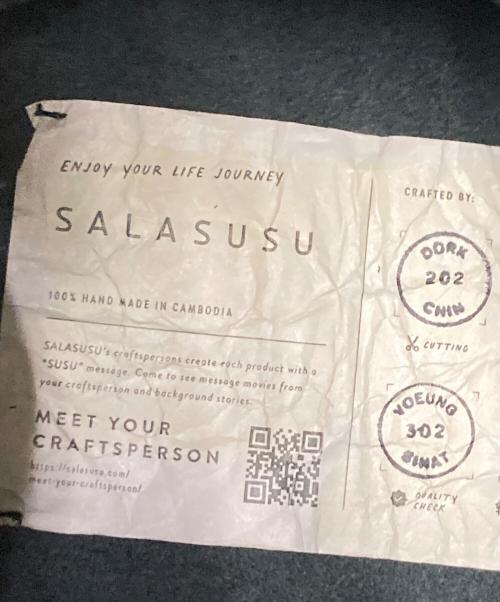 ENJOY YOUR LIFE JOURNEY
SALASUSU
100% HAND MADE IN CAMBODIA
SALASUSU's craftspersons create each product with a
"SUSU" message. Come to see message movies from
your craftsperson and background stories.
MEET YOUR
CRAFTSPERSON
https://salasusu.com/
meet-your-craftsperson/
CRAFTED BY:
DORK
202
CHIN
CUTTING
VOEUNG
302
SINAT
QUALITY
CHECK